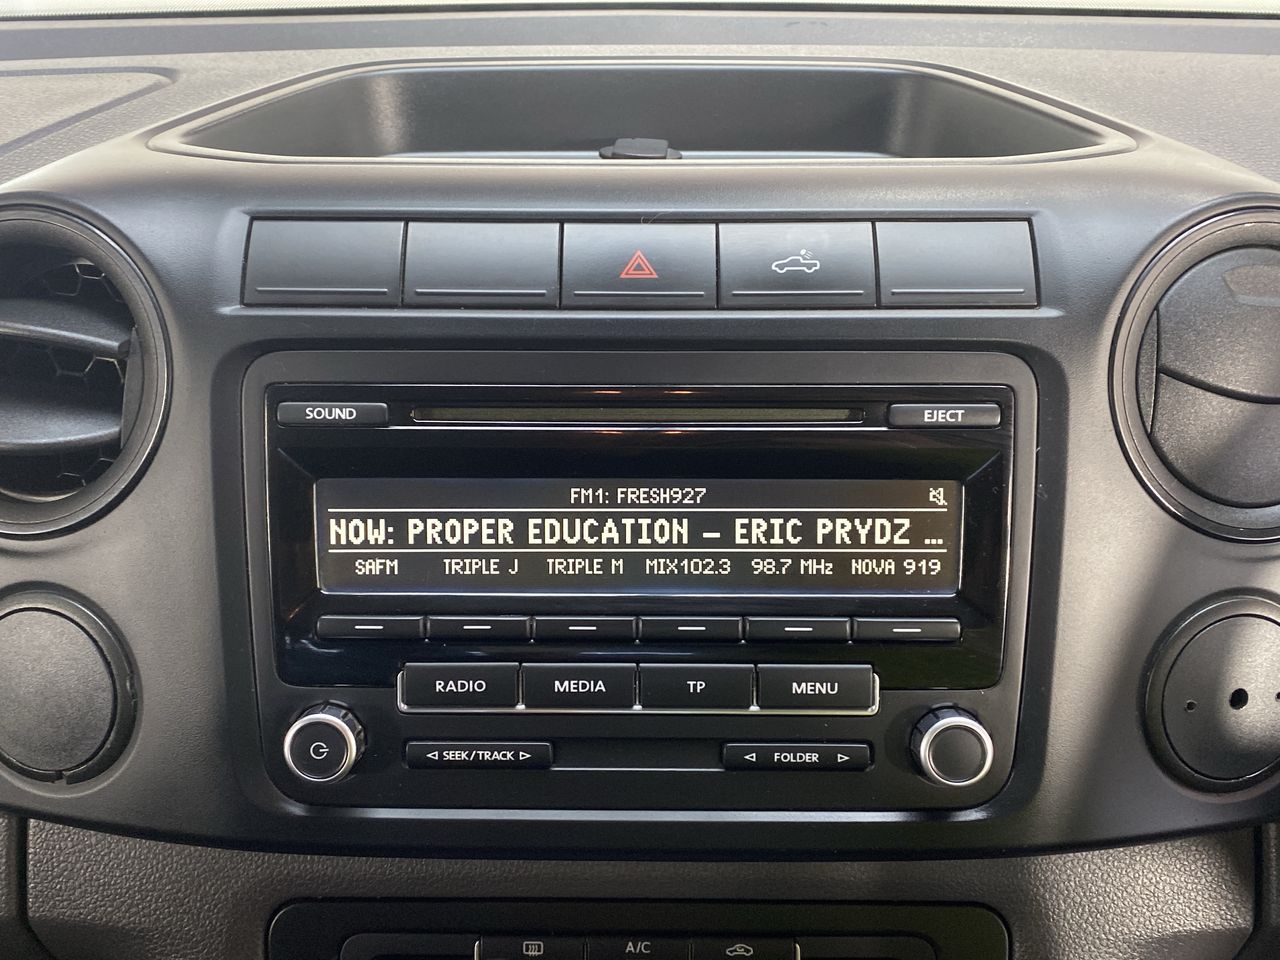 SOUND
EJECT
FM1: FRESH927
NOW: PROPER EDUCATION – ERIC PRYDZ ...
SAFM TRIPLE J TRIPLE M MIX102.3 98.7 MHz NOVA 919
RADIO MEDIA TP MENU
◁ SEEK/TRACK ▷ ◁ FOLDER ▷
A/C